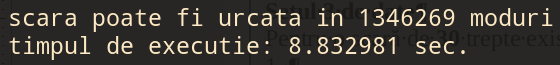 scara poate fi urcata in 1346269 moduri
timpul de executie: 8.832981 sec.